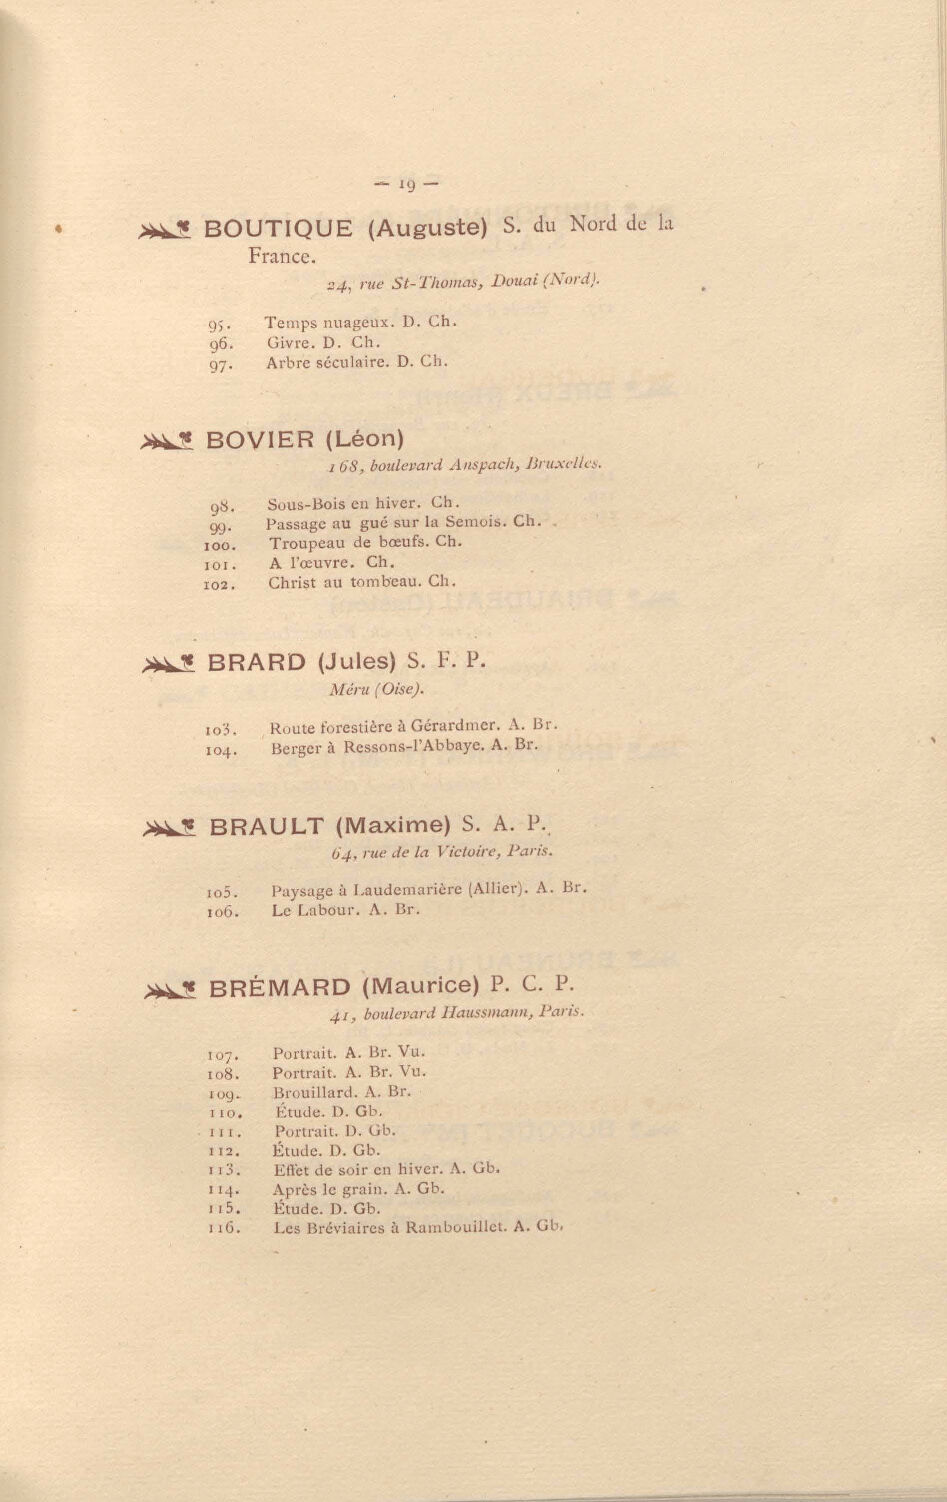 — 19 —
BOUTIQUE (Auguste) S. du Nord de la
France.
24, rue St-Thomas, Douai (Nord).
95. Temps nuageux. D. Ch.
96. Givre. D. Ch.
97. Arbre séculaire. D. Ch.
BOVIER (Léon)
168, boulevard Anspach, Bruxelles.
98. Sous-Bois en hiver. Ch.
99. Passage au gué sur la Semois. Ch.
100. Troupeau de bœufs. Ch.
101. A l'œuvre. Ch.
102. Christ au tombeau. Ch.
BRARD (Jules) S. F. P.
Méru (Oise).
103. Route forestière à Gérardmer. A. Br.
104. Berger à Ressons-l'Abbaye. A. Br.
BRAULT (Maxime) S. A. P.
64, rue de la Victoire, Paris.
105. Paysage à Laudemarière (Allier). A. Br.
106. Le Labour. A. Br.
BRÉMARD (Maurice) P. C. P.
41, boulevard Haussmann, Paris.
107. Portrait. A. Br. Vu.
108. Portrait. A. Br. Vu.
109. Brouillard. A. Br.
110. Étude. D. Gb.
111. Portrait. D. Gb.
112. Étude. D. Gb.
113. Effet de soir en hiver. A. Gb.
114. Après le grain. A. Gb.
115. Étude. D. Gb.
116. Les Bréviaires à Rambouillet. A. Gb.